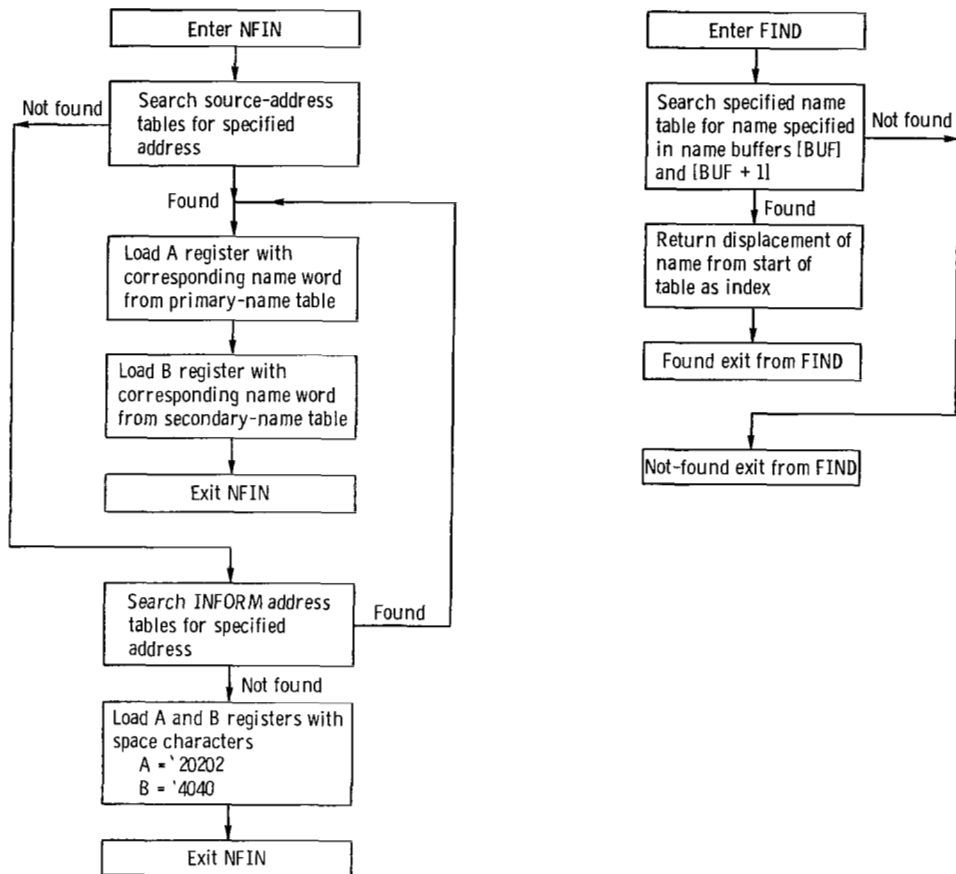 Enter NFIN
Not found
Search source-address
tables for specified
address
Found
Load A register with
corresponding name word
from primary-name table
Load B register with
corresponding name word
from secondary-name table
Exit NFIN
Search INFORM address
tables for specified
address
Found
Not found
Load A and B registers with
space characters
A = '20202
B = '4040
Exit NFIN
Enter FIND
Search specified name
table for name specified
in name buffers [BUF]
and [BUF + 1]
Not found
Found
Return displacement of
name from start of
table as index
Found exit from FIND
Not-found exit from FIND